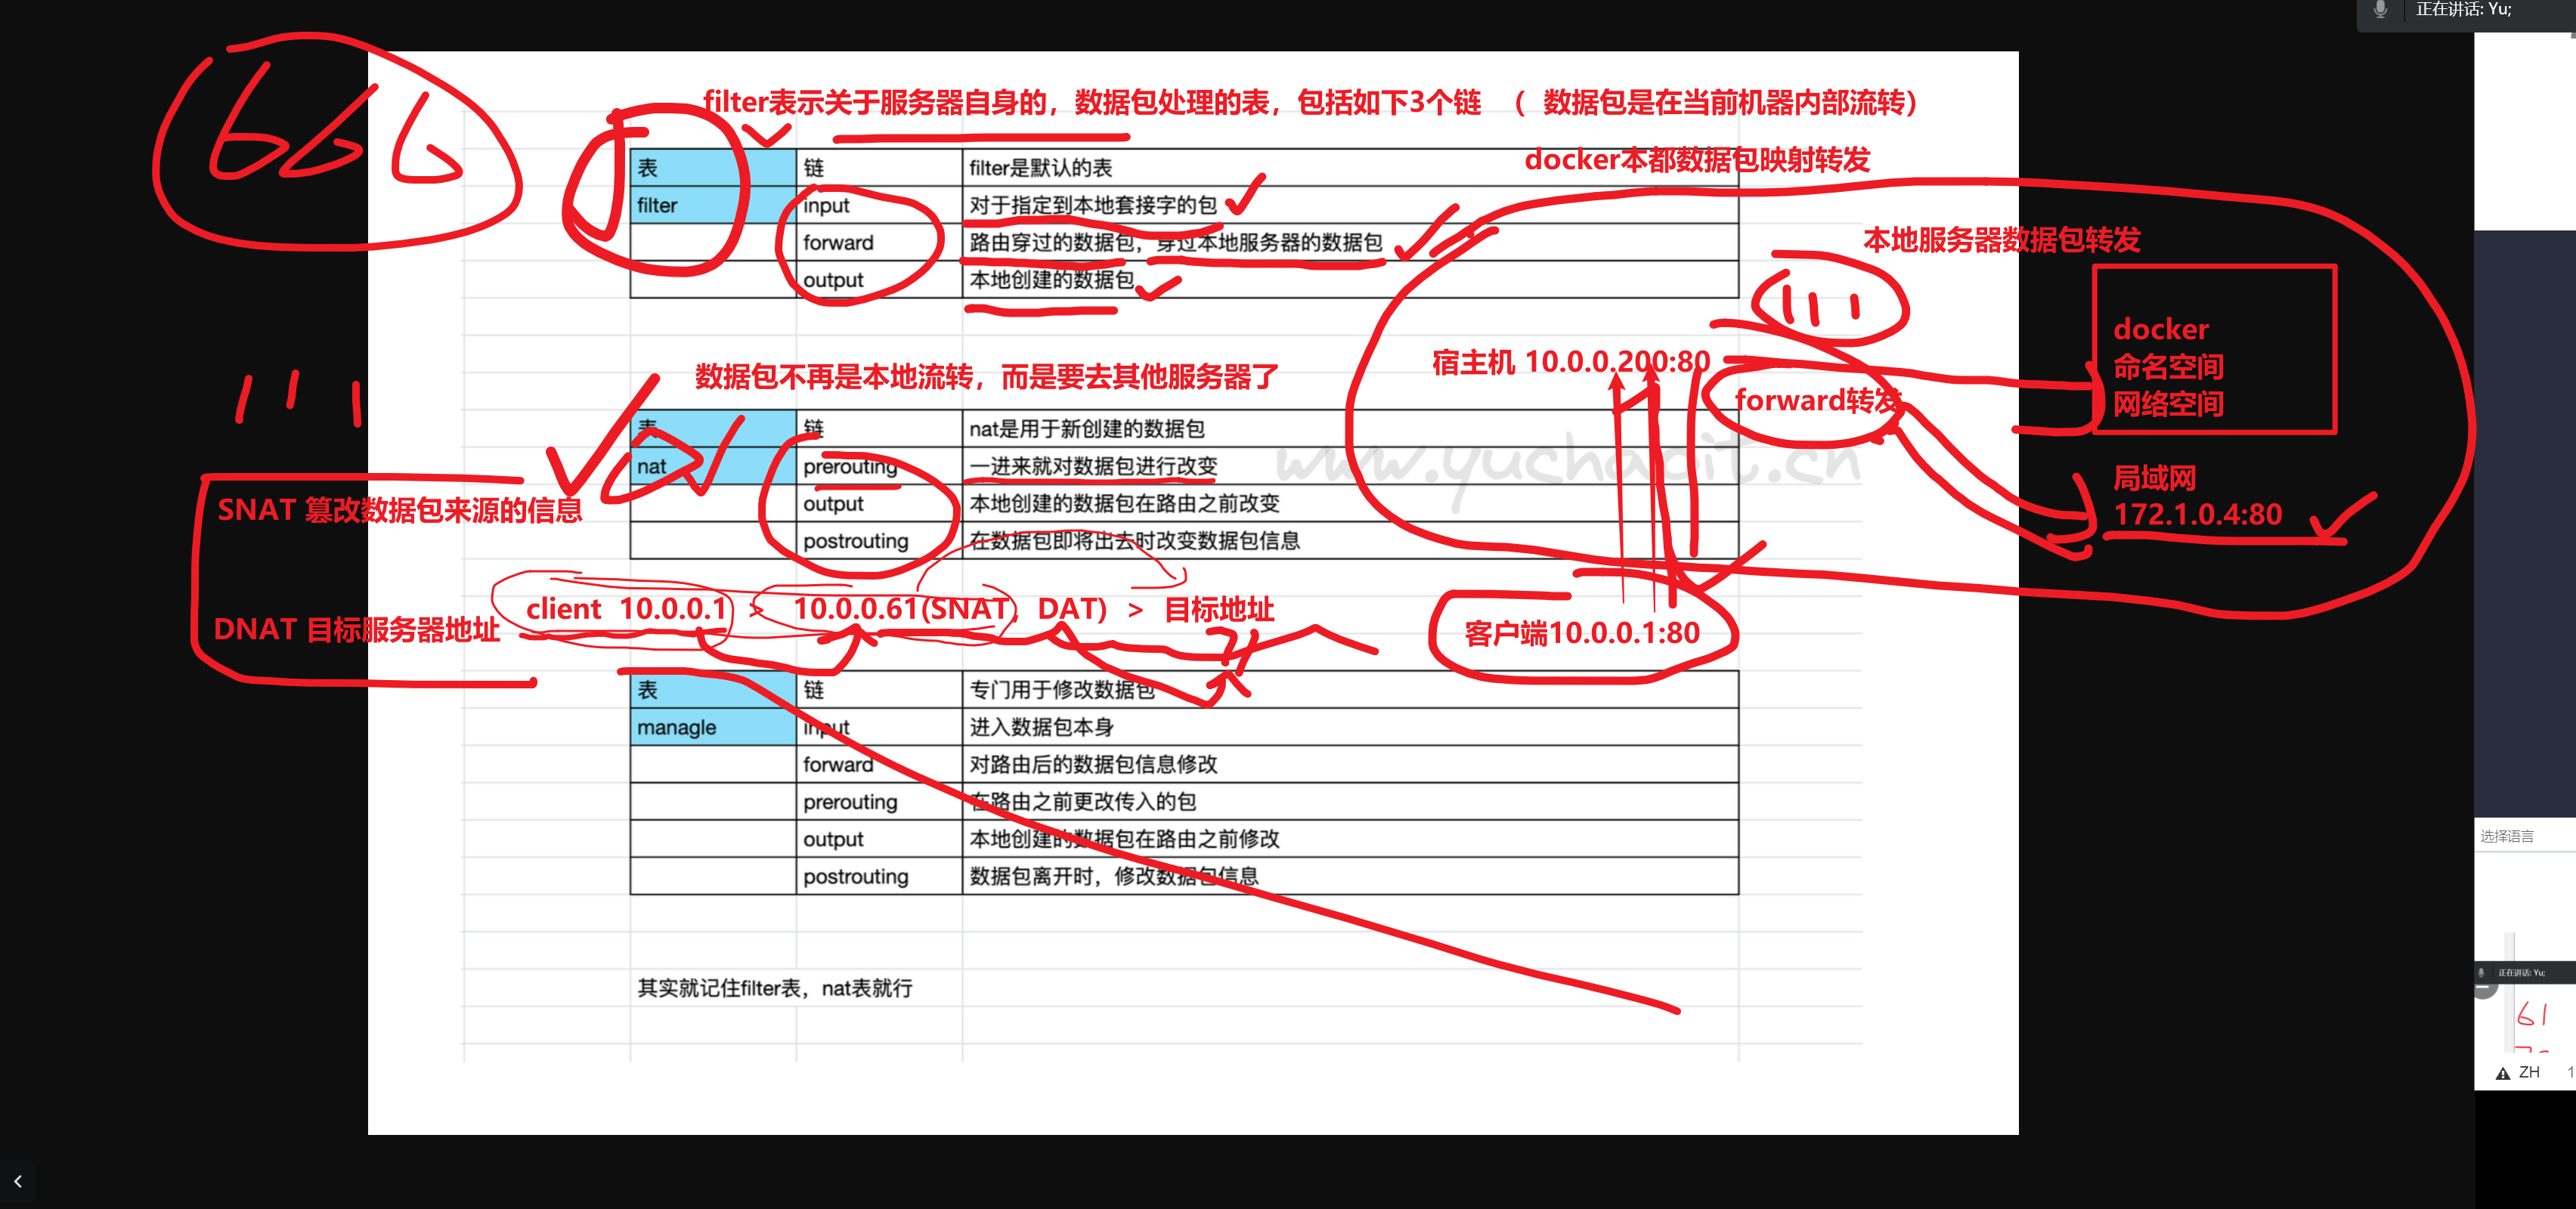 正在讲话: Yu;
666
filter表示关于服务器自身的，数据包处理的表，包括如下3个链 （ 数据包是在当前机器内部流转）
docker本都数据包映射转发
表 链 filter是默认的表
filter input 对于指定到本地套接字的包
forward 路由穿过的数据包，穿过本地服务器的数据包
output 本地创建的数据包
本地服务器数据包转发
docker
命名空间
网络空间
宿主机 10.0.0.200:80
forward转发
数据包不再是本地流转，而是要去其他服务器了
表 链 nat是用于新创建的数据包
nat prerouting 一进来就对数据包进行改变
output 本地创建的数据包在路由之前改变
postrouting 在数据包即将出去时改变数据包信息
www.yuchaoit.cn
局域网
172.1.0.4:80
SNAT 篡改数据包来源的信息
DNAT 目标服务器地址
client 10.0.0.1 > 10.0.0.61(SNAT, DAT) > 目标地址
客户端10.0.0.1:80
表 链 专门用于修改数据包
managle input 进入数据包本身
forward 对路由后的数据包信息修改
prerouting 在路由之前更改传入的包
output 本地创建的数据包在路由之前修改
postrouting 数据包离开时，修改数据包信息
其实就记住filter表，nat表就行
选择语言
正在讲话: Yu;
61
ZH